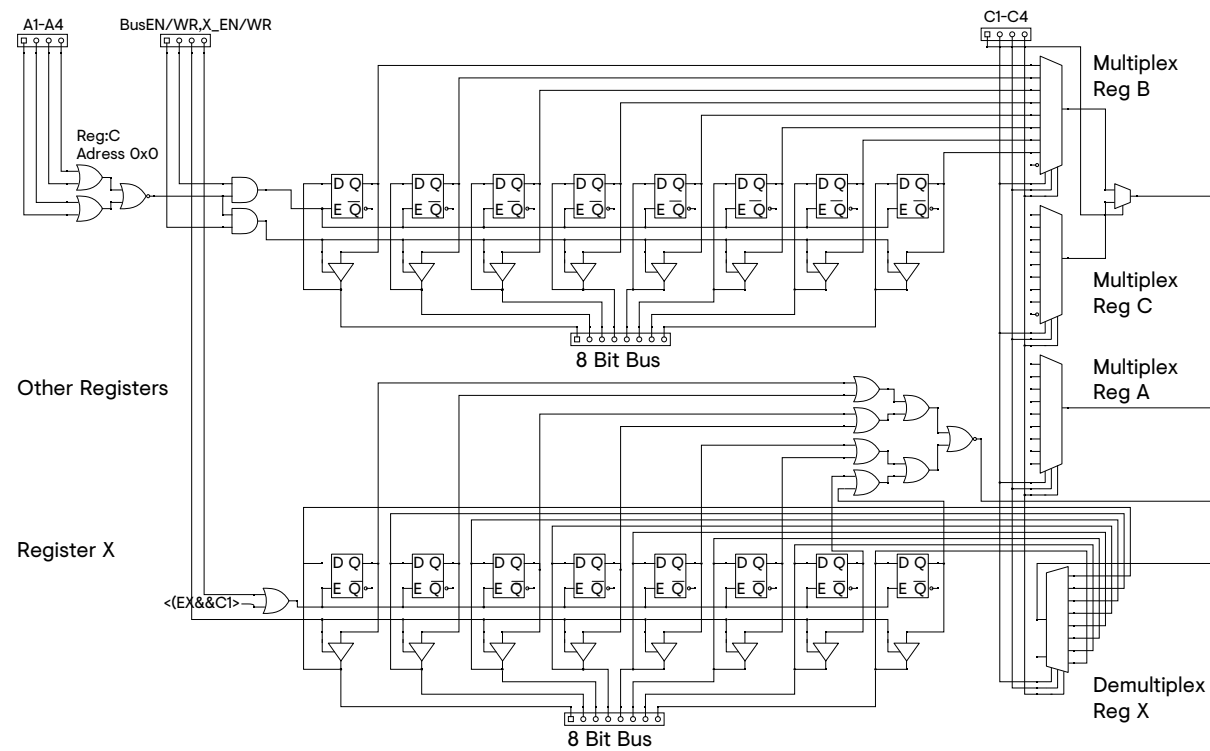 A1-A4
BusEN/WR,X_EN/WR
C1-C4
Multiplex
Reg B
Reg:C
Adress 0x0
D Q D Q D Q D Q D Q D Q D Q D Q
E Q E Q E Q E Q E Q E Q E Q E Q
Multiplex
Reg C
8 Bit Bus
Other Registers
Multiplex
Reg A
Register X
D Q D Q D Q D Q D Q D Q D Q D Q
E Q E Q E Q E Q E Q E Q E Q E Q
<(EX&&C1>
Demultiplex
Reg X
8 Bit Bus